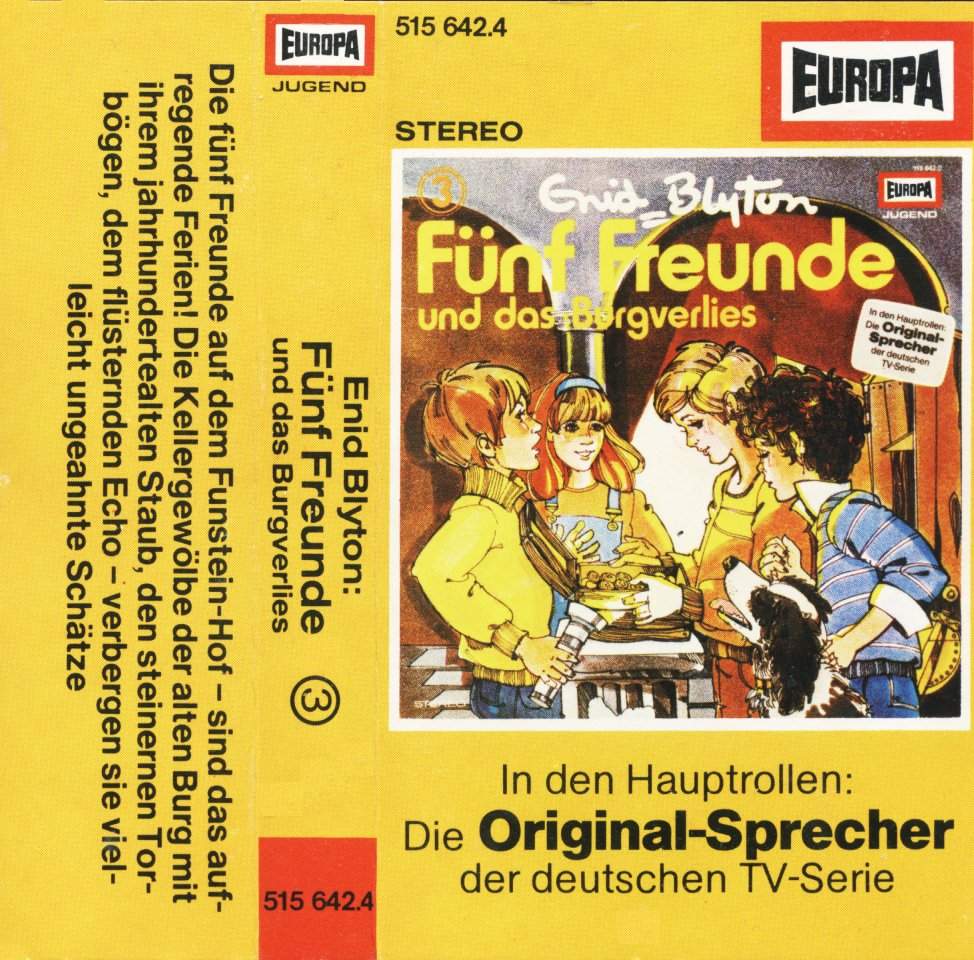 Die fünf Freunde auf dem Funstein-Hof – sind das auf-
regende Ferien! Die Kellergewölbe der alten Burg mit
ihrem jahrhundertealten Staub, den steinernen Tor-
bögen, dem flüsternden Echo – verbergen sie viel-
leicht ungeahnte Schätze
EUROPA
JUGEND
Enid Blyton:
Fünf Freunde
und das Burgverlies
3
515 642.4
515 642.4
EUROPA
STEREO
3
Enid Blyton
Fünf Freunde
und das Burgverlies
EUROPA
JUGEND
In den Hauptrollen:
Die Original-
Sprecher
der deutschen
TV-Serie
STEREO
In den Hauptrollen:
Die Original-Sprecher
der deutschen TV-Serie